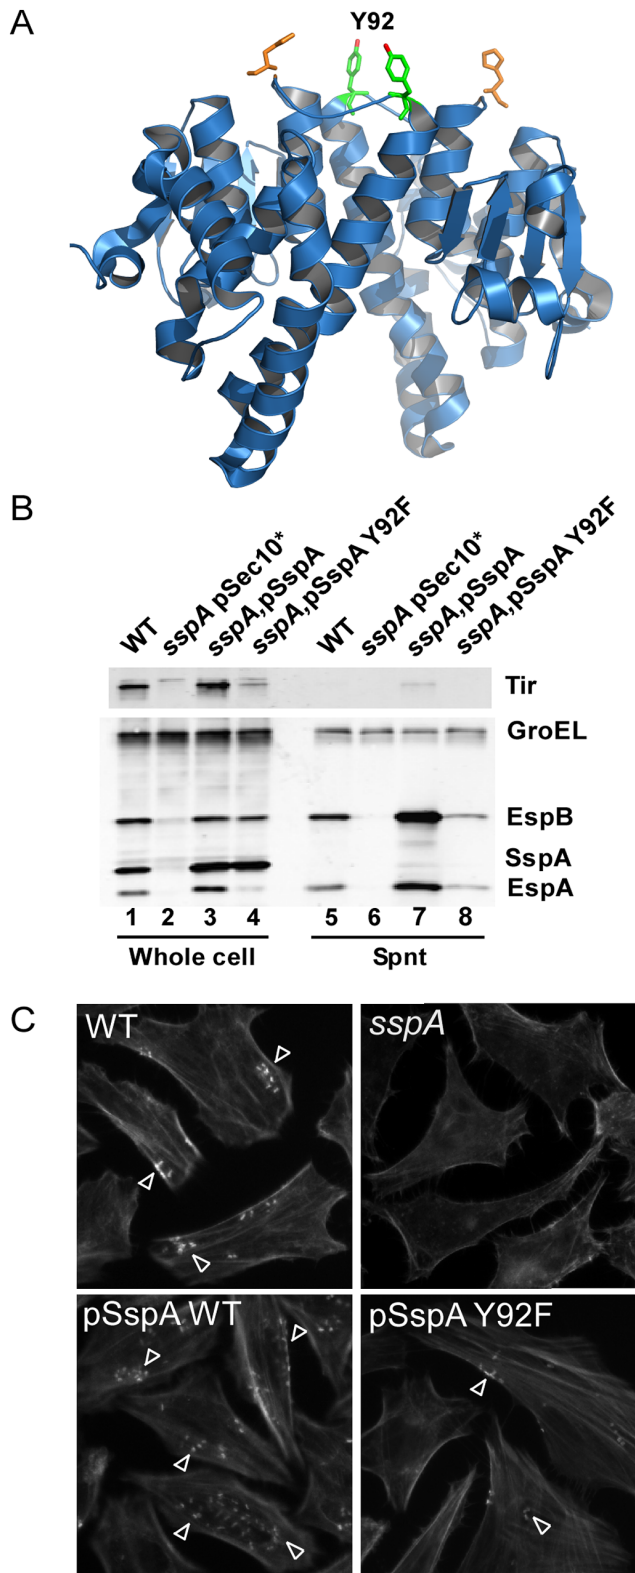 A
Y92
B
WT
sspA pSec10*
sspA,pSspA
sspA,pSspA Y92F
WT
sspA pSec10*
sspA,pSspA
sspA,pSspA Y92F
Tir
GroEL
EspB
SspA
EspA
1 2 3 4 5 6 7 8
Whole cell Spnt
C
WT
sspA
pSspA WT
pSspA Y92F